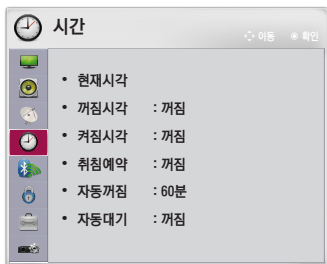 시간
이동 확인
• 현재시각
• 꺼짐시각 : 꺼짐
• 켜짐시각 : 꺼짐
• 취침예약 : 꺼짐
• 자동꺼짐 : 60분
• 자동대기 : 꺼짐